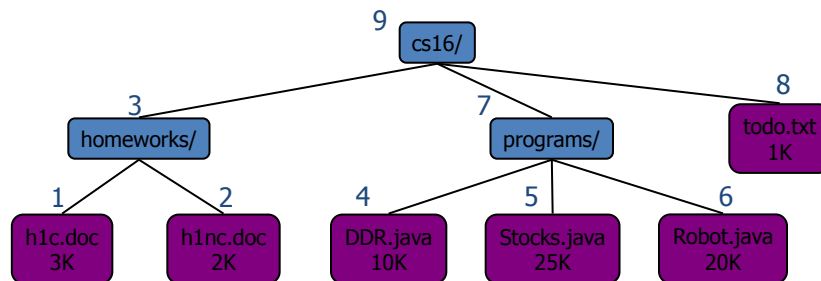 9
cs16/
3
7
8
homeworks/
programs/
todo.txt
1K
1
2
4
5
6
h1c.doc
3K
h1nc.doc
2K
DDR.java
10K
Stocks.java
25K
Robot.java
20K